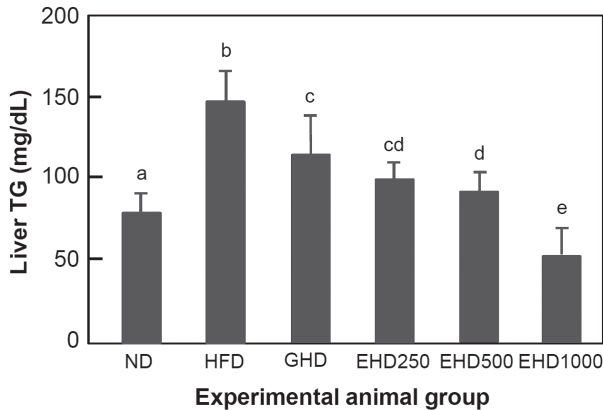 200
150
100
50
0
Liver TG (mg/dL)
a
b
c
cd
d
e
ND HFD GHD EHD250 EHD500 EHD1000
Experimental animal group